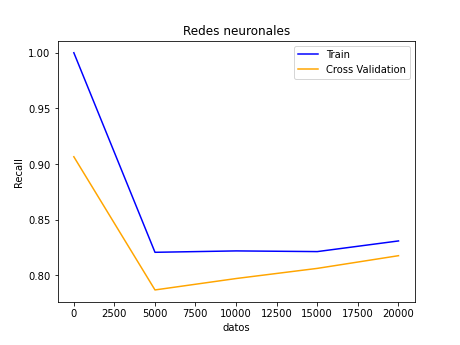 Redes neuronales
Train
Cross Validation
1.00
0.95
0.90
0.85
0.80
Recall
0 2500 5000 7500 10000 12500 15000 17500 20000
datos